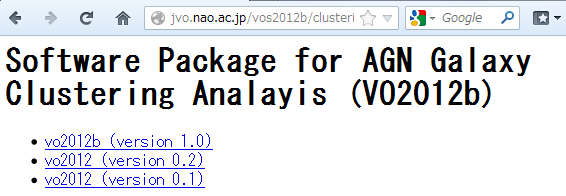 jvo.nao.ac.jp/vos2012b/clusteri
Google
Software Package for AGN Galaxy
Clustering Analayis (VO2012b)
vo2012b (version 1.0)
vo2012 (version 0.2)
vo2012 (version 0.1)